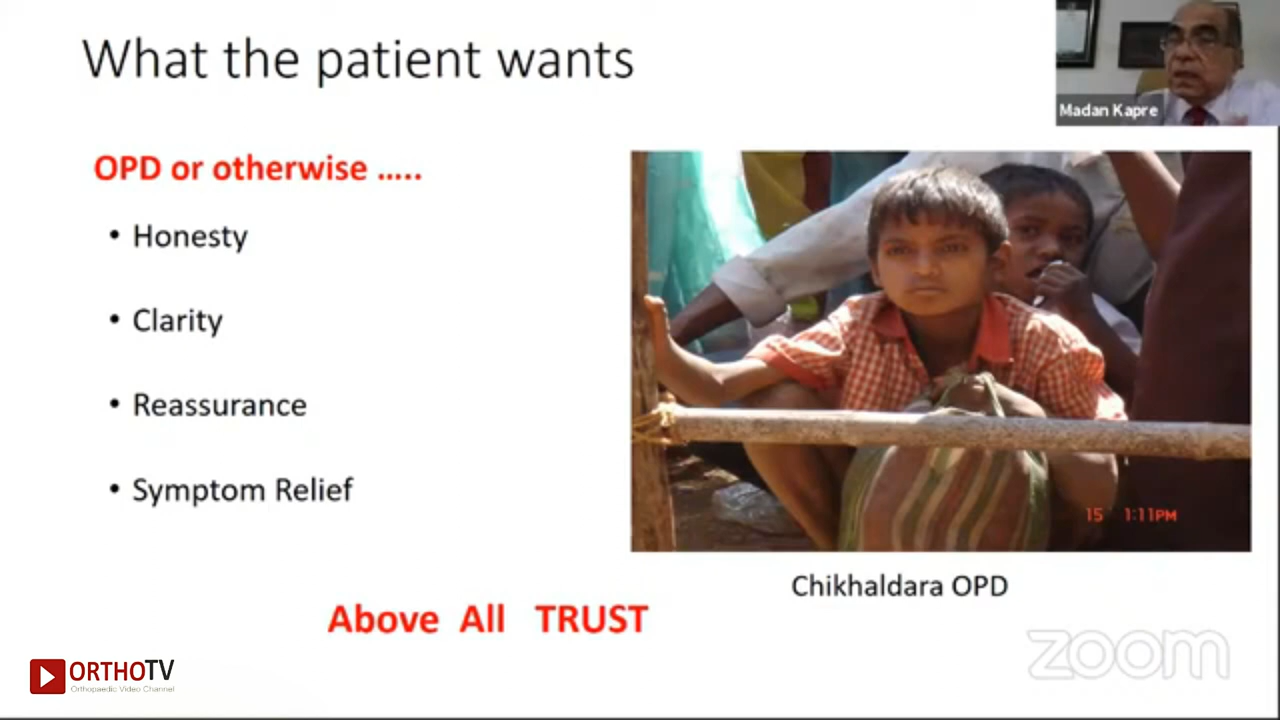 What the patient wants
Madan Kapre
OPD or otherwise .....
• Honesty
• Clarity
• Reassurance
• Symptom Relief
15 1:11PM
Chikhaldara OPD
Above All TRUST
ORTHOTV
Orthopaedic Video Channel
zoom